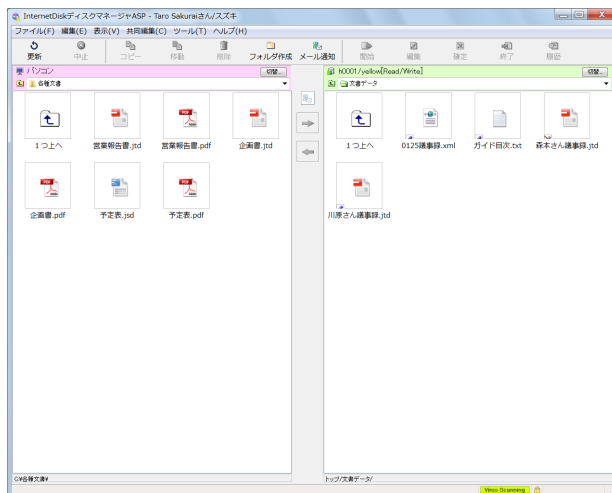 InternetDiskディスクマネージャASP - Taro Sakuraiさん/スズキ
ファイル(F) 編集(E) 表示(V) 共同編集(C) ツール(T) ヘルプ(H)
更新 中止 コピー 移動 削除 フォルダ作成 メール通知 開始 編集 確定 終了 履歴
パソコン 切替...
各種文書
1つ上へ 営業報告書.jtd 営業報告書.pdf 企画書.jtd
企画書.pdf 予定表.jsd 予定表.pdf
G:¥各種文書¥
h0001/yellow[Read/Write] 切替...
文書データ
1つ上へ 0125議事録.xml ガイド目次.txt 森本さん議事録.jtd
川原さん議事録.jtd
トップ/文書データ/
Virus Scanning